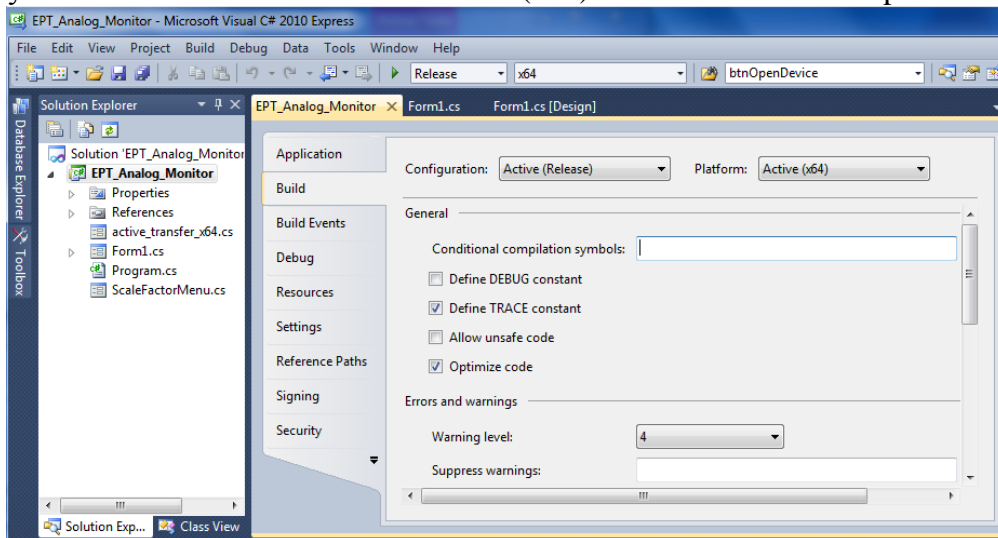 EPT_Analog_Monitor - Microsoft Visual C# 2010 Express
File Edit View Project Build Debug Data Tools Window Help
Release x64 btnOpenDevice
Solution Explorer
EPT_Analog_Monitor Form1.cs Form1.cs [Design]
Database Explorer
Toolbox
Solution 'EPT_Analog_Monitor
EPT_Analog_Monitor
Properties
References
active_transfer_x64.cs
Form1.cs
Program.cs
ScaleFactorMenu.cs
Solution Exp... Class View
Application
Build
Build Events
Debug
Resources
Settings
Reference Paths
Signing
Security
Configuration: Active (Release) Platform: Active (x64)
General
Conditional compilation symbols:
Define DEBUG constant
Define TRACE constant
Allow unsafe code
Optimize code
Errors and warnings
Warning level: 4
Suppress warnings: